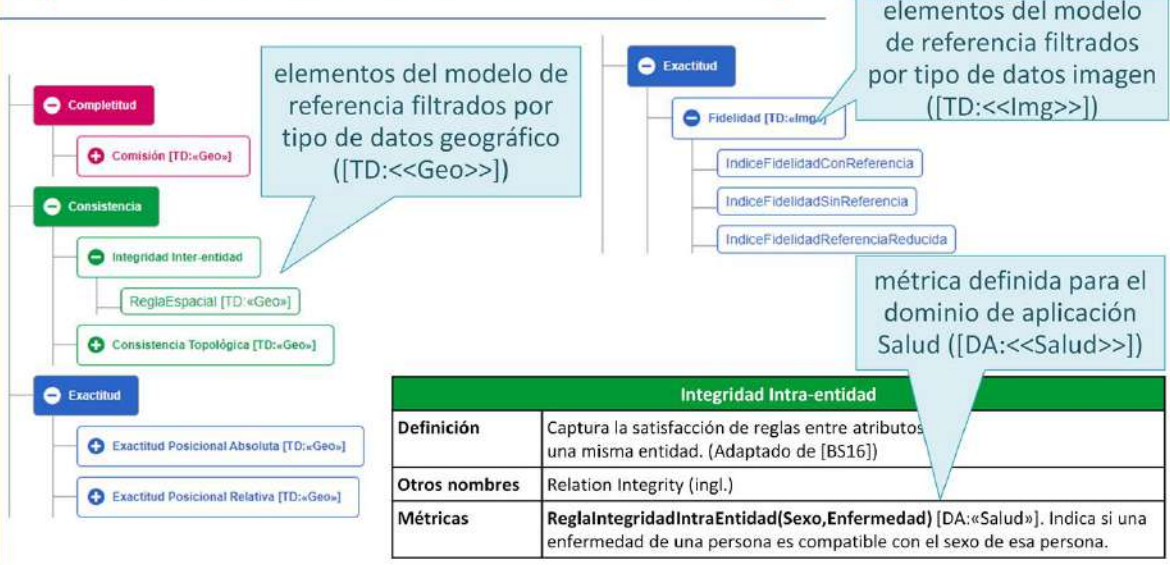 Completitud
Comisión [TD:«Geo»]
Consistencia
Integridad Inter-entidad
ReglaEspacial [TD:«Geo»]
Consistencia Topológica [TD:«Geo»]
Exactitud
Exactitud Posicional Absoluta [TD:«Geo»]
Exactitud Posicional Relativa [TD:«Geo»]
elementos del modelo de
referencia filtrados por
tipo de datos geográfico
([TD:<<Geo>>])
Exactitud
Fidelidad [TD:«Img»]
IndiceFidelidadConReferencia
IndiceFidelidadSinReferencia
IndiceFidelidadReferenciaReducida
elementos del modelo
de referencia filtrados
por tipo de datos imagen
([TD:<<Img>>])
métrica definida para el
dominio de aplicación
Salud ([DA:<<Salud>>])
Integridad Intra-entidad
Definición
Captura la satisfacción de reglas entre atributos
una misma entidad. (Adaptado de [BS16])
Otros nombres
Relation Integrity (ingl.)
Métricas
ReglaIntegridadIntraEntidad(Sexo,Enfermedad) [DA:«Salud»]. Indica si una
enfermedad de una persona es compatible con el sexo de esa persona.